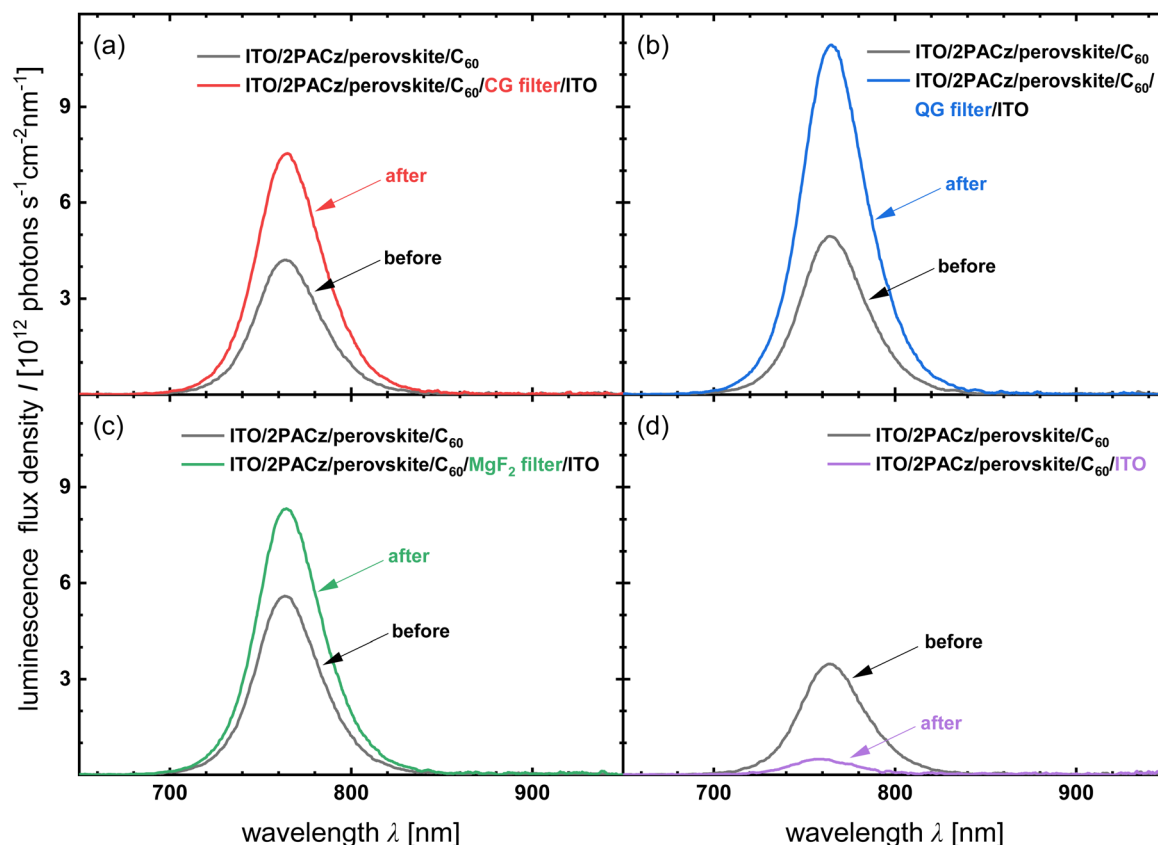 luminescence flux density I [10¹² photons s⁻¹cm⁻²nm⁻¹]
(a)
ITO/2PACz/perovskite/C₆₀
ITO/2PACz/perovskite/C₆₀/CG filter/ITO
after
before
9
6
3
(b)
ITO/2PACz/perovskite/C₆₀
ITO/2PACz/perovskite/C₆₀/
QG filter/ITO
after
before
(c)
ITO/2PACz/perovskite/C₆₀
ITO/2PACz/perovskite/C₆₀/MgF₂ filter/ITO
after
before
9
6
3
700 800 900
wavelength λ [nm]
(d)
ITO/2PACz/perovskite/C₆₀
ITO/2PACz/perovskite/C₆₀/ITO
before
after
700 800 900
wavelength λ [nm]